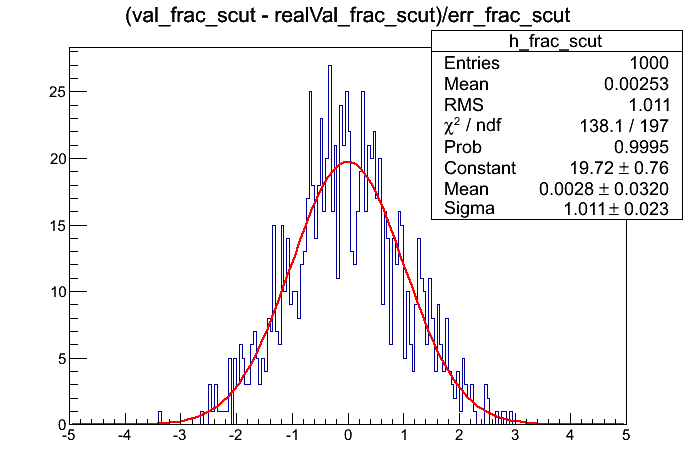 (val_frac_scut - realVal_frac_scut)/err_frac_scut
h_frac_scut
Entries 1000
Mean 0.00253
RMS 1.011
χ² / ndf 138.1 / 197
Prob 0.9995
Constant 19.72 ± 0.76
Mean 0.0028 ± 0.0320
Sigma 1.011 ± 0.023
25
20
15
10
5
0
-5 -4 -3 -2 -1 0 1 2 3 4 5